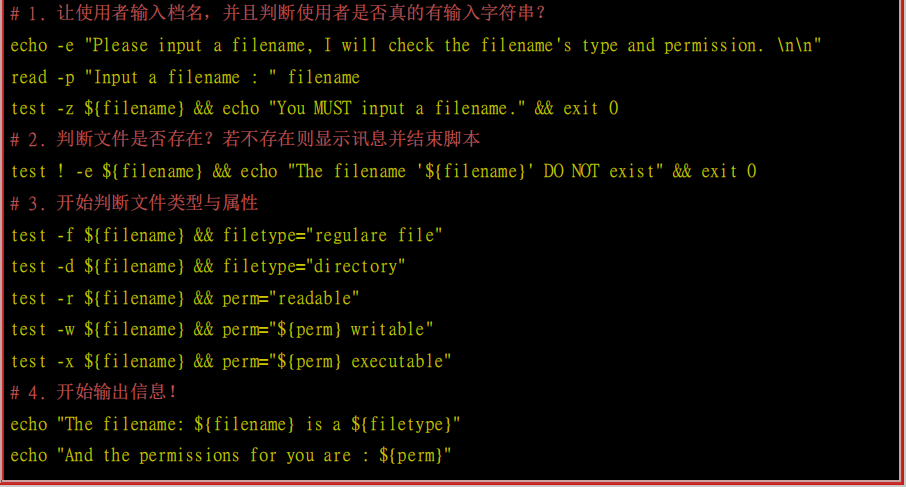 # 1. 让使用者输入档名，并且判断使用者是否真的有输入字符串？
echo -e "Please input a filename, I will check the filename's type and permission. \n\n"
read -p "Input a filename : " filename
test -z ${filename} && echo "You MUST input a filename." && exit 0
# 2. 判断文件是否存在？若不存在则显示讯息并结束脚本
test ! -e ${filename} && echo "The filename '${filename}' DO NOT exist" && exit 0
# 3. 开始判断文件类型与属性
test -f ${filename} && filetype="regulare file"
test -d ${filename} && filetype="directory"
test -r ${filename} && perm="readable"
test -w ${filename} && perm="${perm} writable"
test -x ${filename} && perm="${perm} executable"
# 4. 开始输出信息！
echo "The filename: ${filename} is a ${filetype}"
echo "And the permissions for you are : ${perm}"